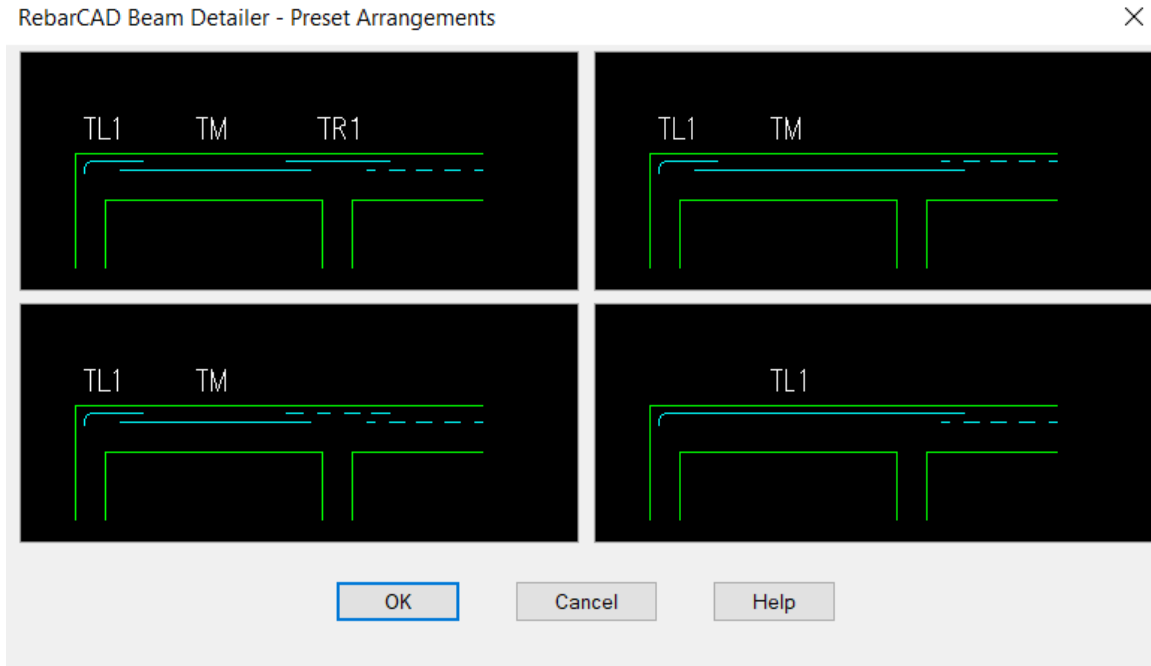 RebarCAD Beam Detailer - Preset Arrangements
TL1 TM TR1
TL1 TM
TL1 TM
TL1
OK Cancel Help